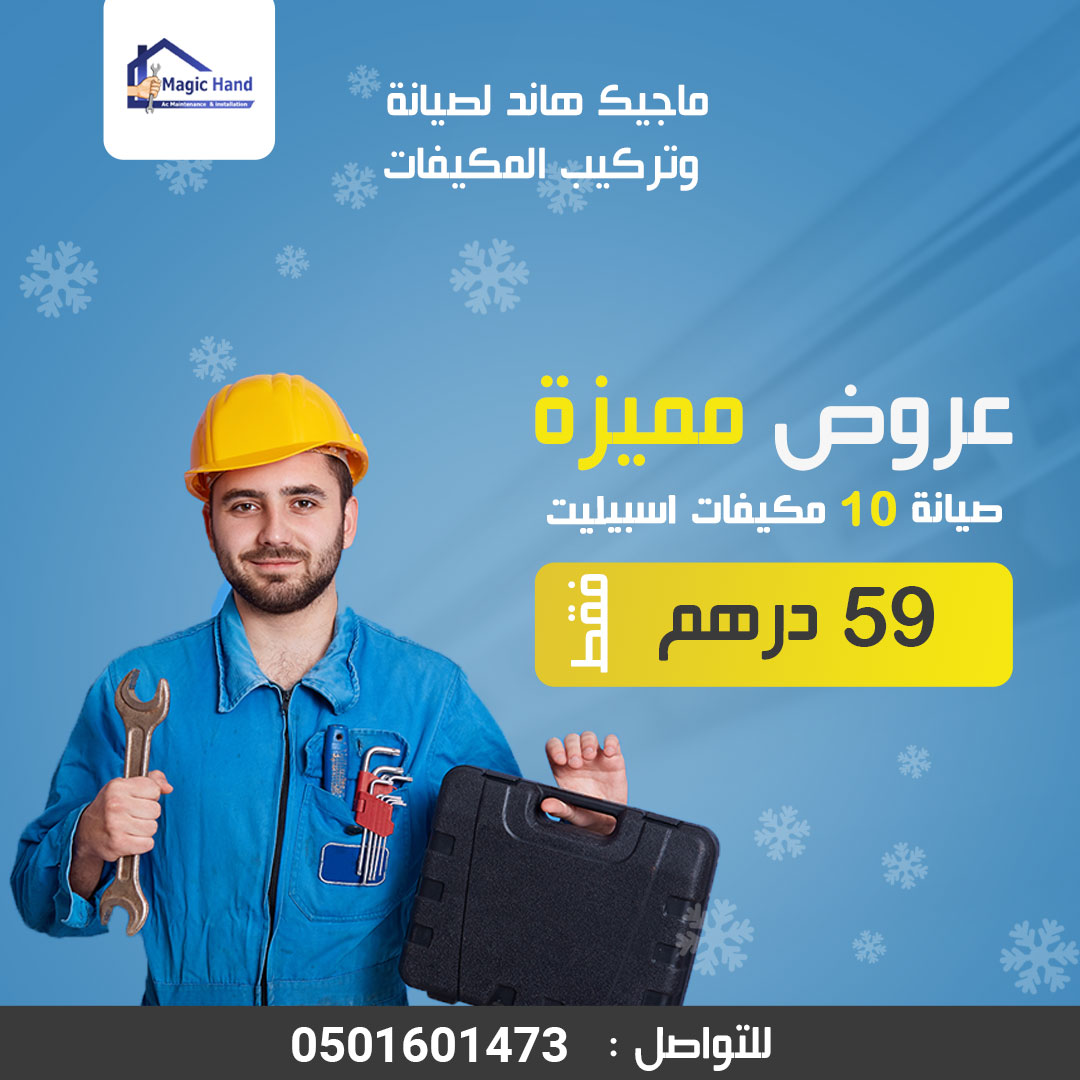 Magic Hand
Ac Maintenance & installation
ماجيك هاند لصيانة
وتركيب المكيفات
عروض مميزة
صيانة 10 مكيفات اسبيليت
59 درهم
فقط
للتواصل : 0501601473